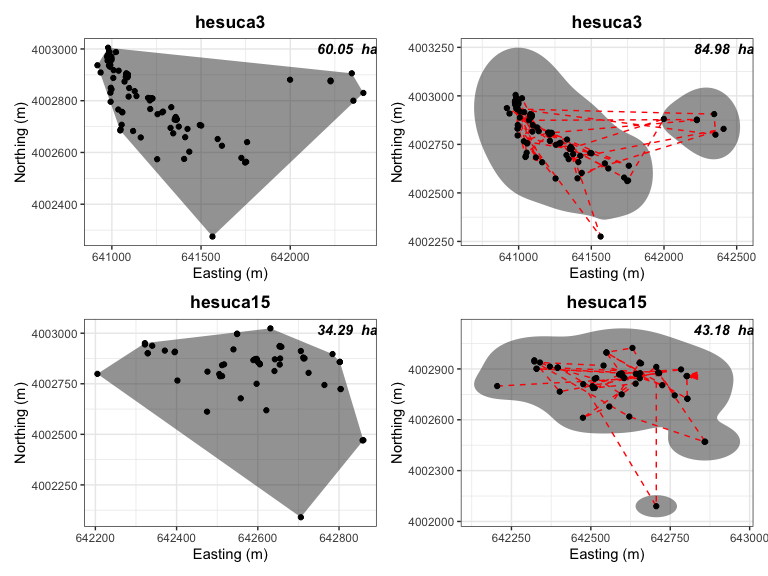 hesuca3
60.05 ha
4003000
4002800
4002600
4002400
641000
641500
642000
Easting (m)
Northing (m)
hesuca3
84.98 ha
4003250
4003000
4002750
4002500
4002250
641000
641500
642000
642500
Easting (m)
Northing (m)
hesuca15
34.29 ha
4003000
4002750
4002500
4002250
642200
642400
642600
642800
Easting (m)
Northing (m)
hesuca15
43.18 ha
4002900
4002600
4002300
4002000
642250
642500
642750
643000
Easting (m)
Northing (m)